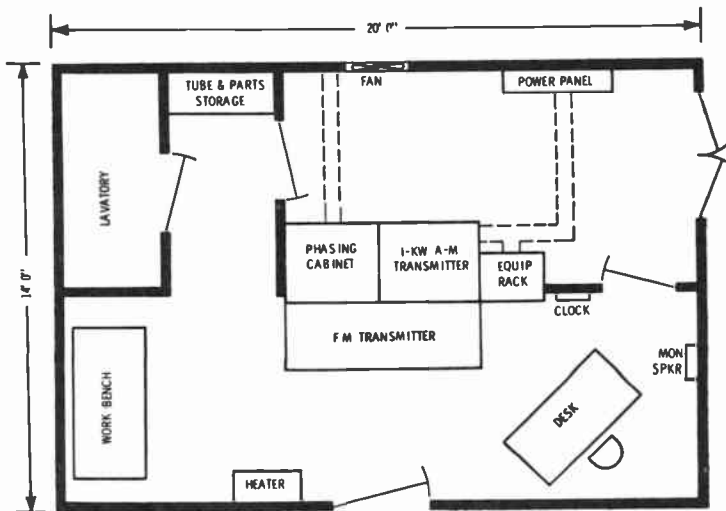 20' 0"
FAN
TUBE & PARTS
STORAGE
POWER PANEL
LAVATORY
14' 0"
PHASING
CABINET
1-KW A-M
TRANSMITTER
EQUIP
RACK
CLOCK
FM TRANSMITTER
MON
SPKR
WORK BENCH
DESK
HEATER